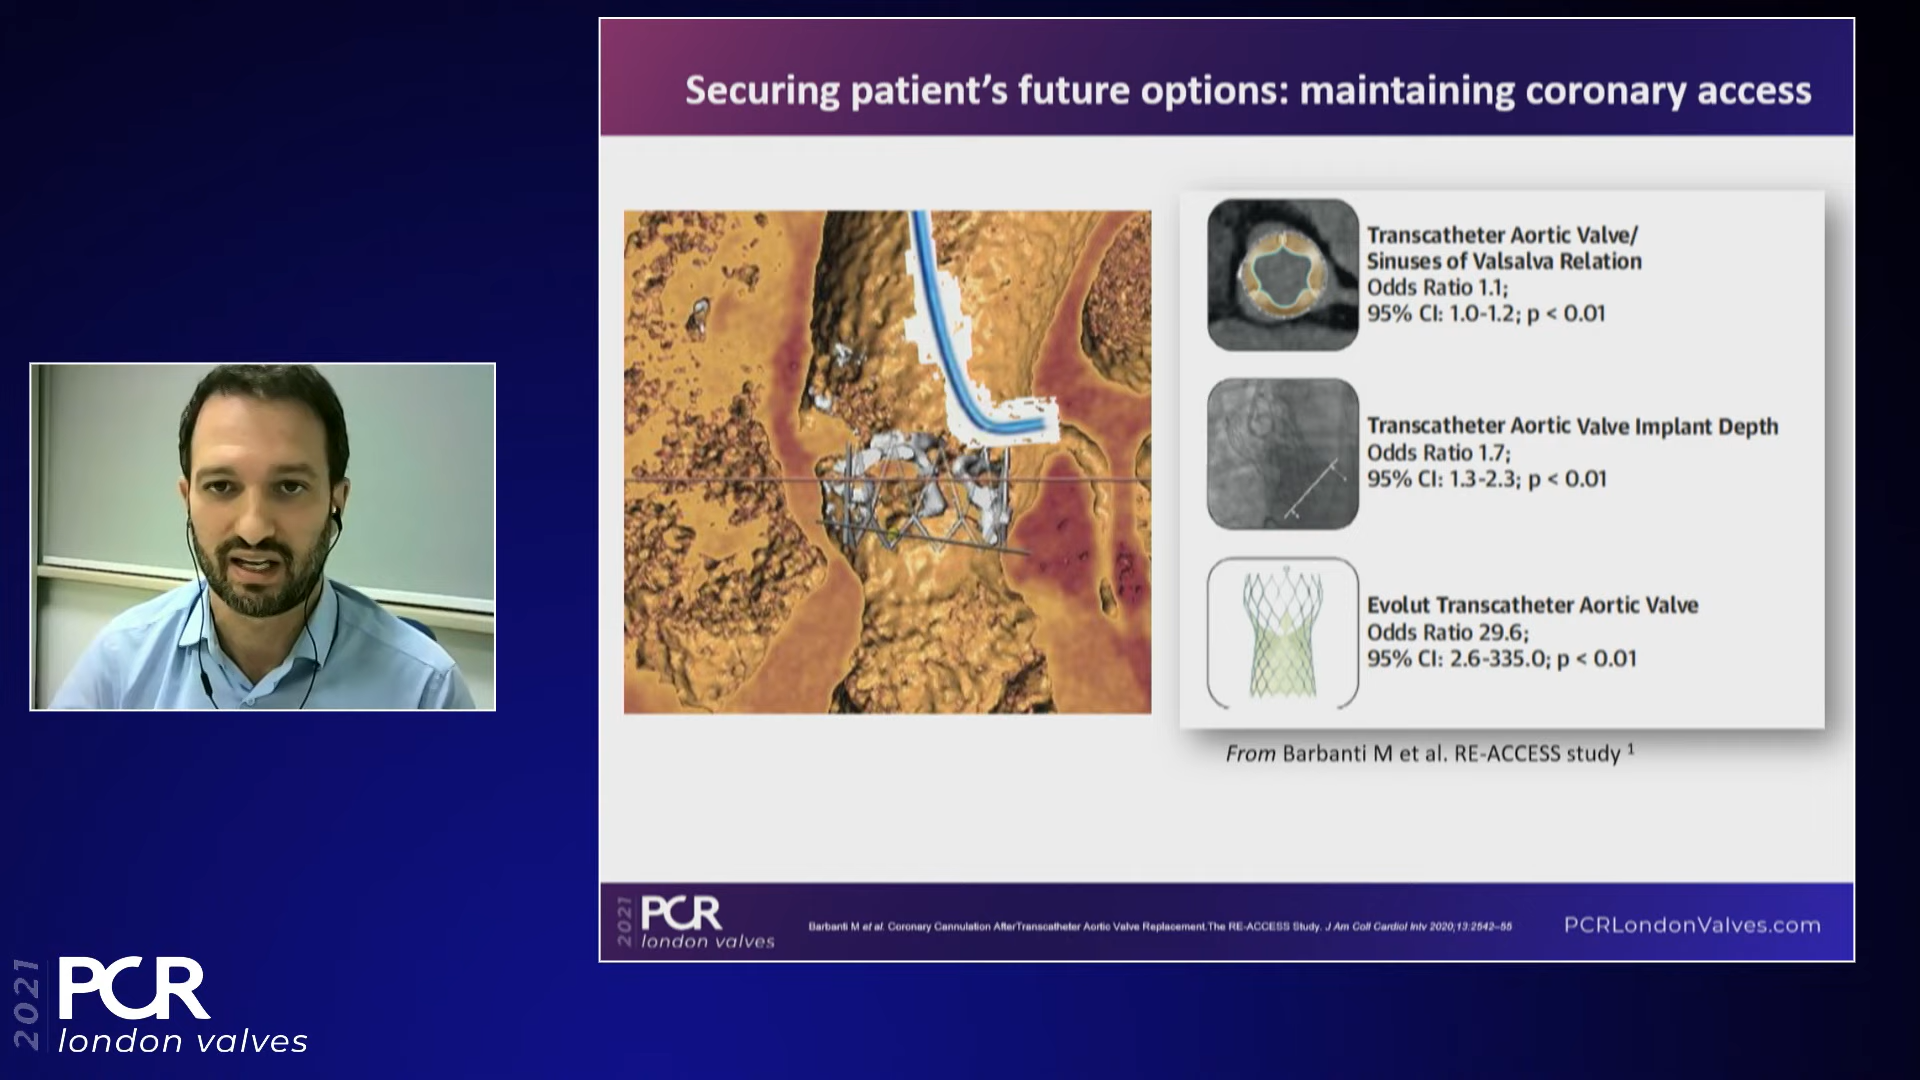 Securing patient's future options: maintaining coronary access
Transcatheter Aortic Valve/
Sinuses of Valsalva Relation
Odds Ratio 1.1;
95% CI: 1.0-1.2; p < 0.01
Transcatheter Aortic Valve Implant Depth
Odds Ratio 1.7;
95% CI: 1.3-2.3; p < 0.01
Evolut Transcatheter Aortic Valve
Odds Ratio 29.6;
95% CI: 2.6-335.0; p < 0.01
From Barbanti M et al. RE-ACCESS study 1
2021
PCR
london valves
Barbanti M et al. Coronary Cannulation AfterTranscatheter Aortic Valve Replacement.The RE-ACCESS Study. J Am Coll Cardiol Intv 2020;13:2542–55
PCRLondonValves.com
2021
PCR
london valves